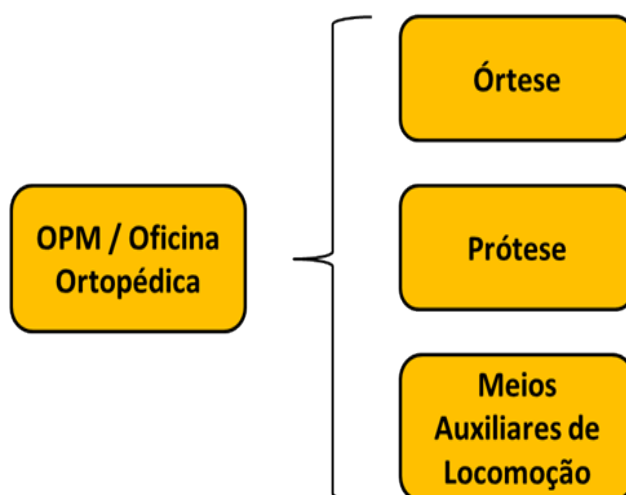 OPM / Oficina
Ortopédica
Órtese
Prótese
Meios
Auxiliares de
Locomoção